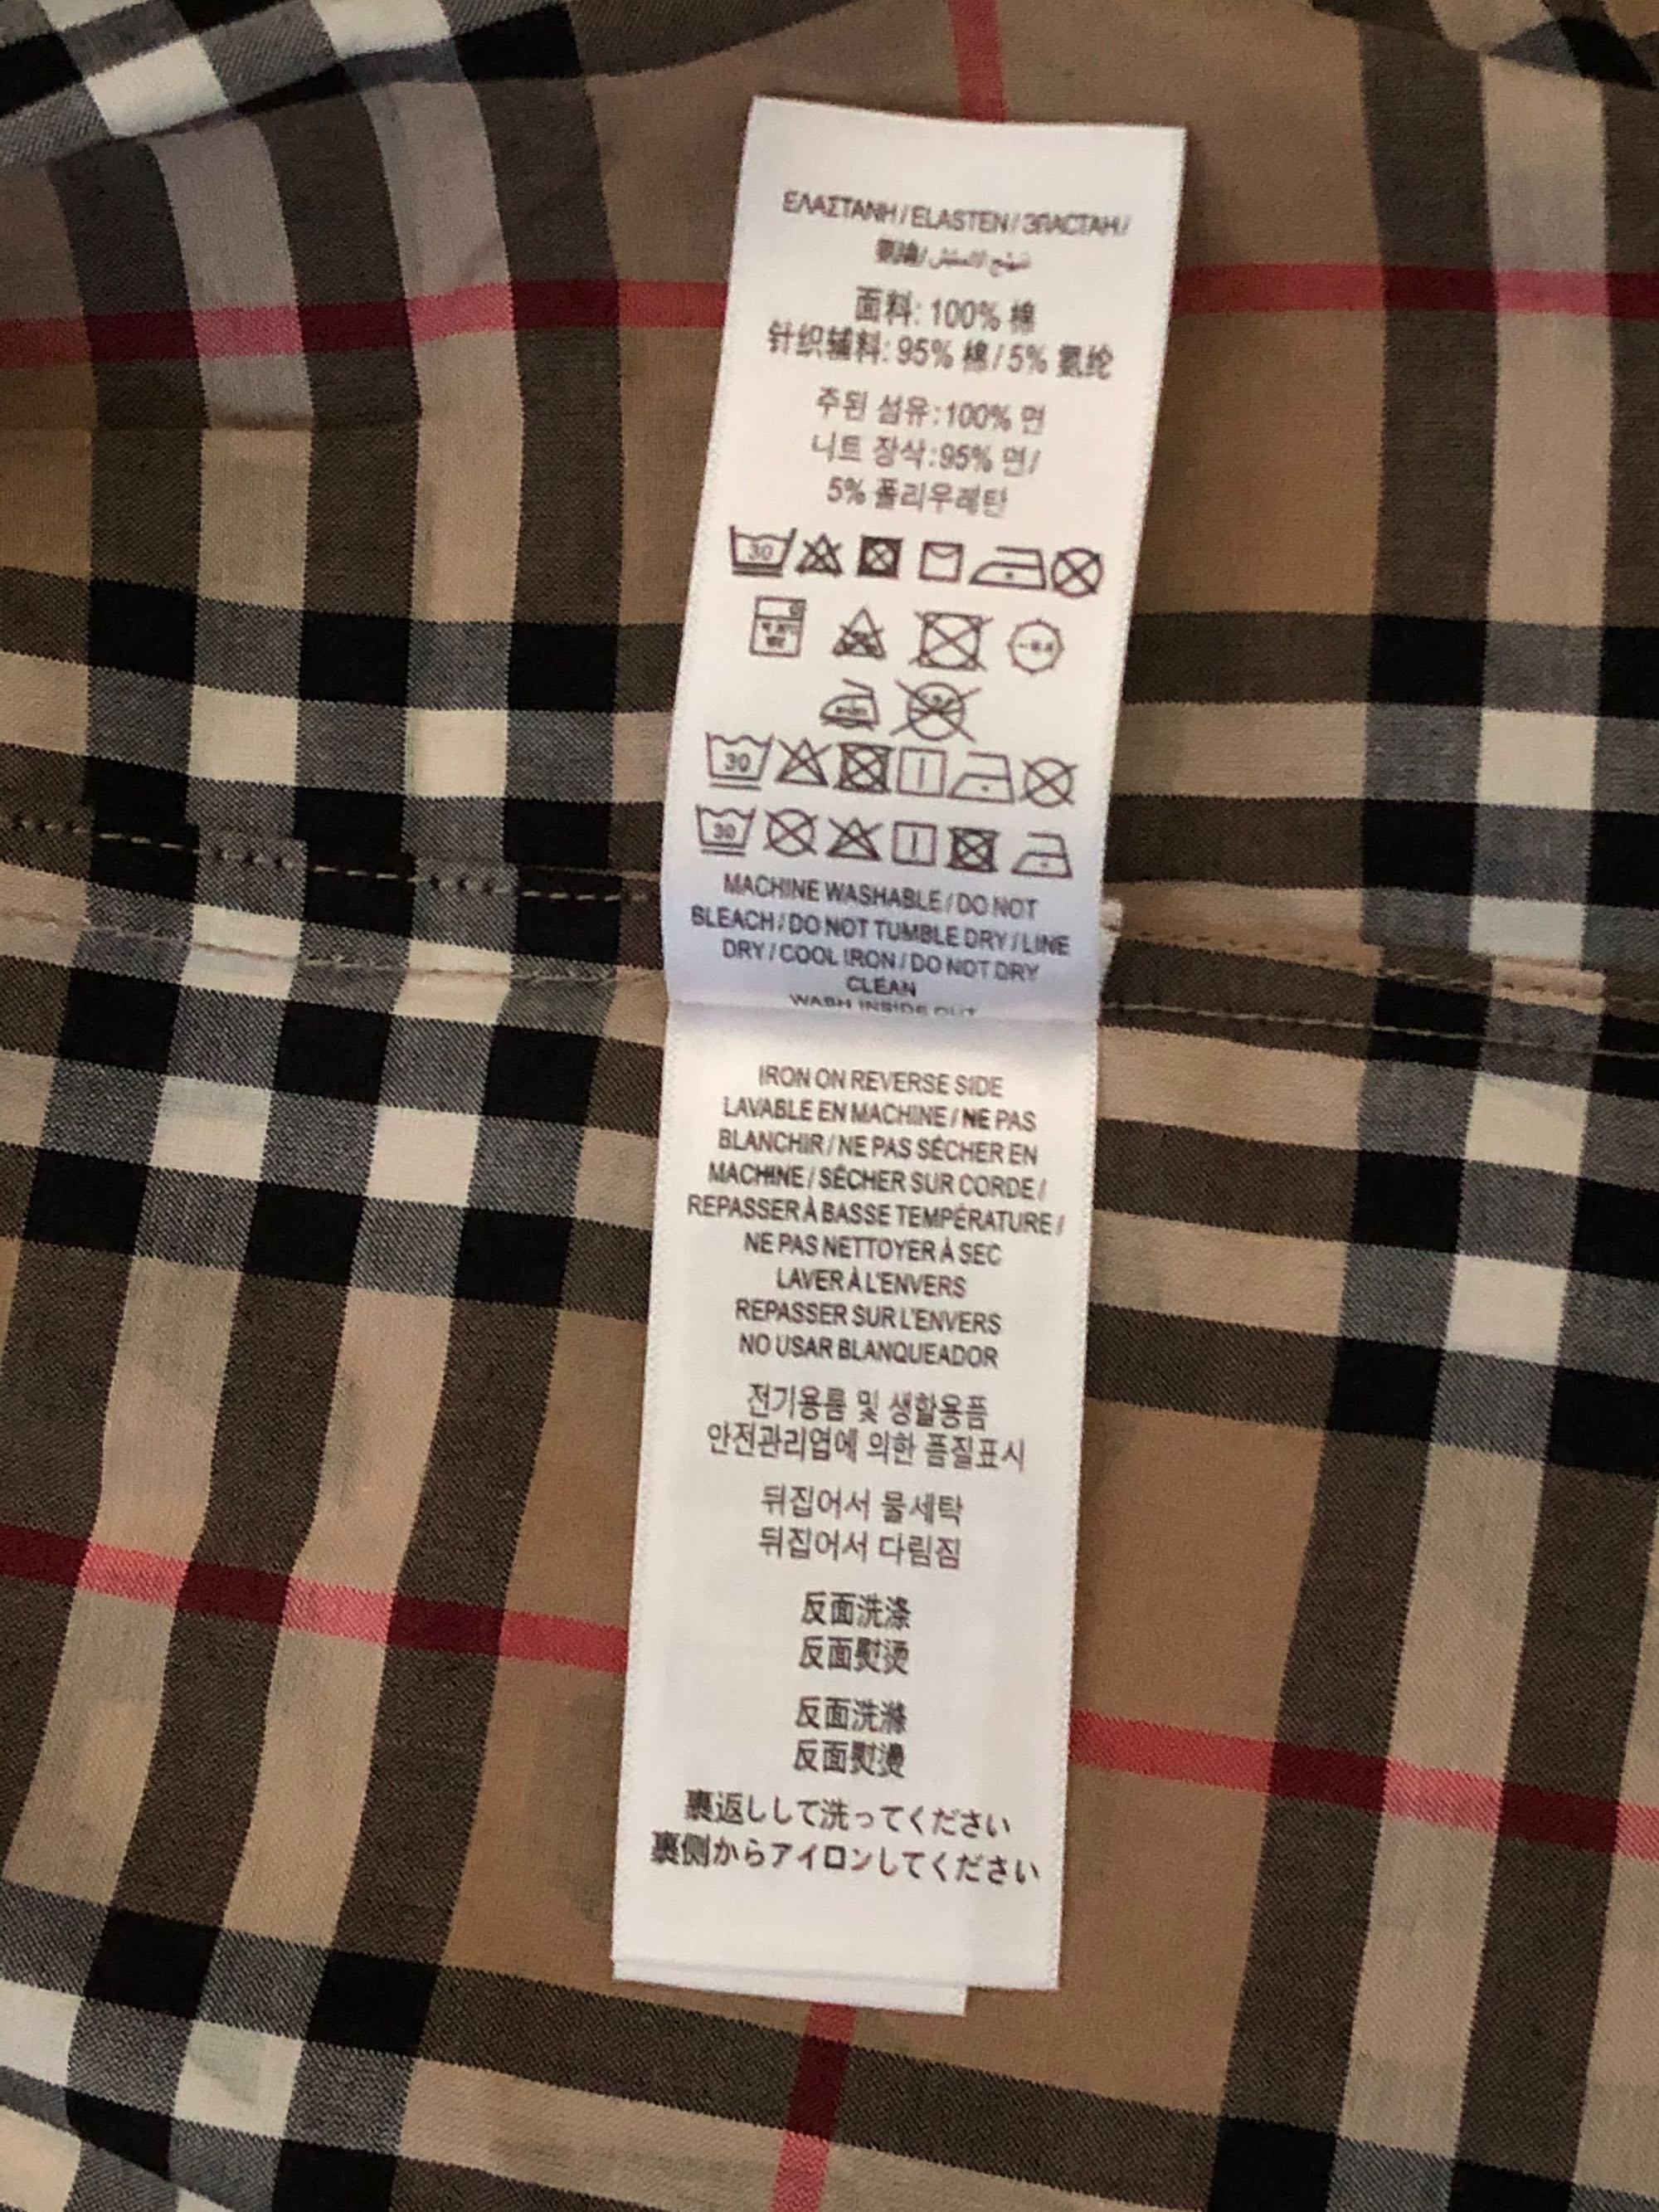 ΕΛΑΣΤΑΝΗ / ELASTEN / ЭЛАСТАН /
面料: 100% 棉
针织辅料: 95% 棉 / 5% 氨纶
주된 섬유:100% 면
니트 장식:95% 면/
5% 폴리우레탄
30
30
30
MACHINE WASHABLE / DO NOT
BLEACH / DO NOT TUMBLE DRY / LINE
DRY / COOL IRON / DO NOT DRY
CLEAN
WASH INSIDE OUT
IRON ON REVERSE SIDE
LAVABLE EN MACHINE / NE PAS
BLANCHIR / NE PAS SÉCHER EN
MACHINE / SÉCHER SUR CORDE /
REPASSER À BASSE TEMPÉRATURE /
NE PAS NETTOYER À SEC
LAVER À L'ENVERS
REPASSER SUR L'ENVERS
NO USAR BLANQUEADOR
전기용품 및 생활용품
안전관리법에 의한 품질표시
뒤집어서 물세탁
뒤집어서 다림질
反面洗涤
反面熨烫
反面洗滌
反面熨燙
裏返しして洗ってください
裏側からアイロンしてください